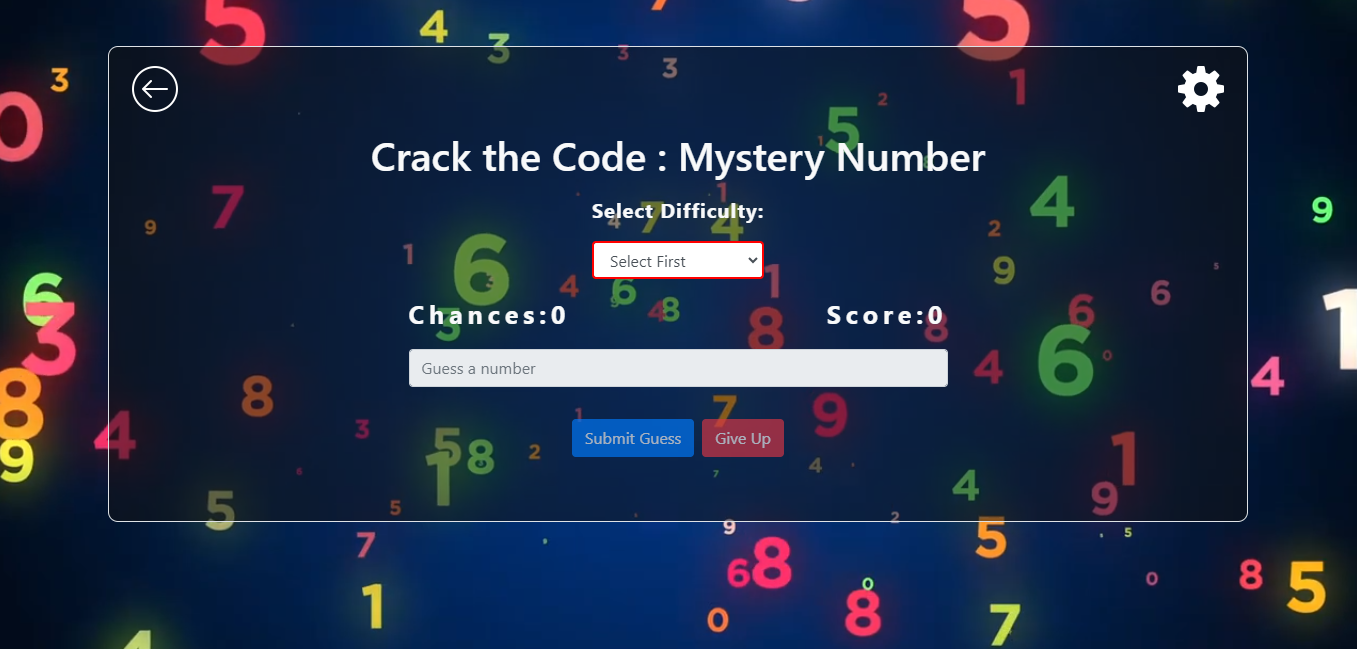 Crack the Code : Mystery Number
Select Difficulty:
Select First
Chances:0 Score:0
Guess a number
Submit Guess Give Up